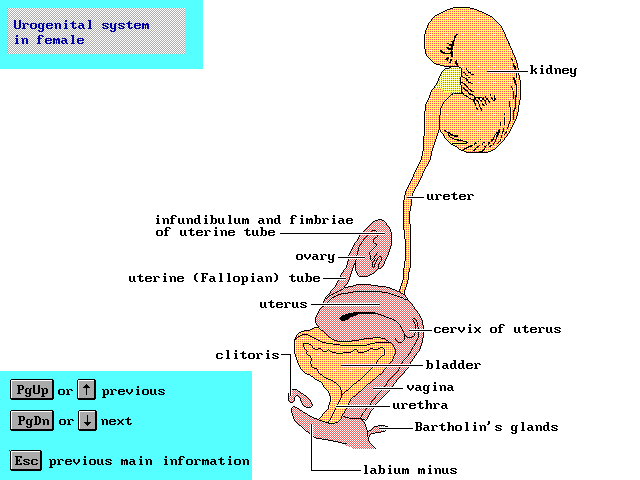 Urogenital system
in female
kidney
ureter
infundibulum and fimbriae
of uterine tube
ovary
uterine (Fallopian) tube
uterus
cervix of uterus
clitoris
bladder
vagina
urethra
Bartholin's glands
labium minus
PgUp or ↑ previous
PgDn or ↓ next
Esc previous main information